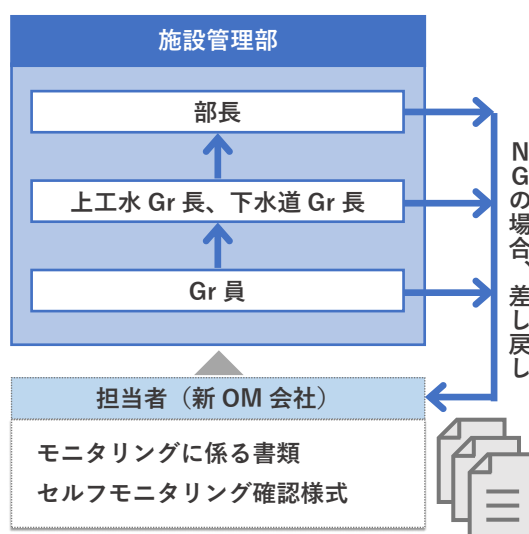 施設管理部
部長
上工水 Gr 長、下水道 Gr 長
Gr 員
NGの場合、差し戻し
担当者（新 OM 会社）
モニタリングに係る書類
セルフモニタリング確認様式